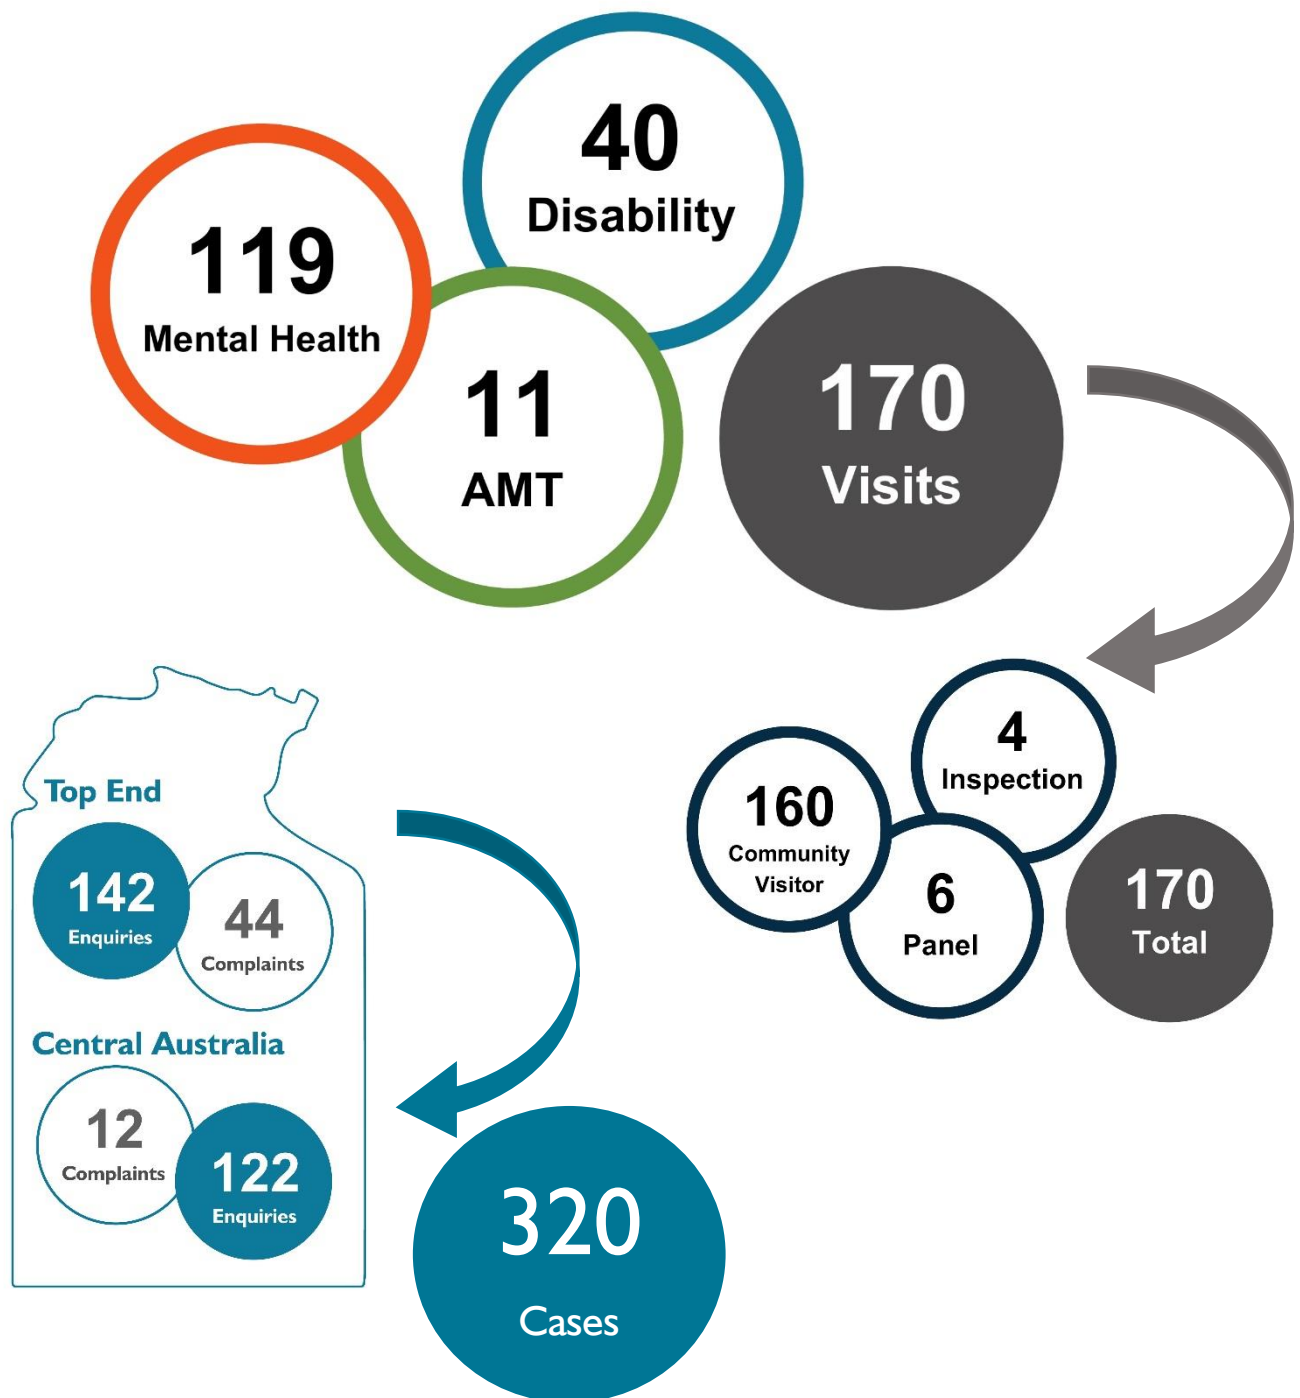 40
Disability
119
Mental Health
11
AMT
170
Visits
4
Inspection
160
Community
Visitor
6
Panel
170
Total
Top End
142
Enquiries
44
Complaints
Central Australia
12
Complaints
122
Enquiries
320
Cases